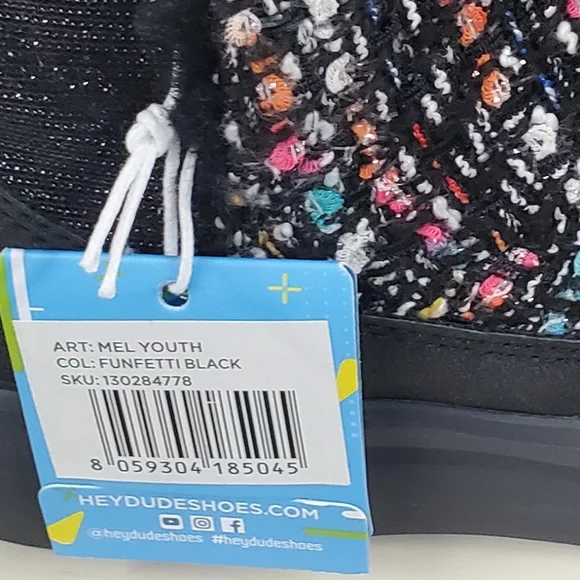 ART: MEL YOUTH
COL: FUNFETTI BLACK
SKU: 130284778
8 059304 185045
HEYDUDESHOES.COM
@heydudeshoes #heydudeshoes